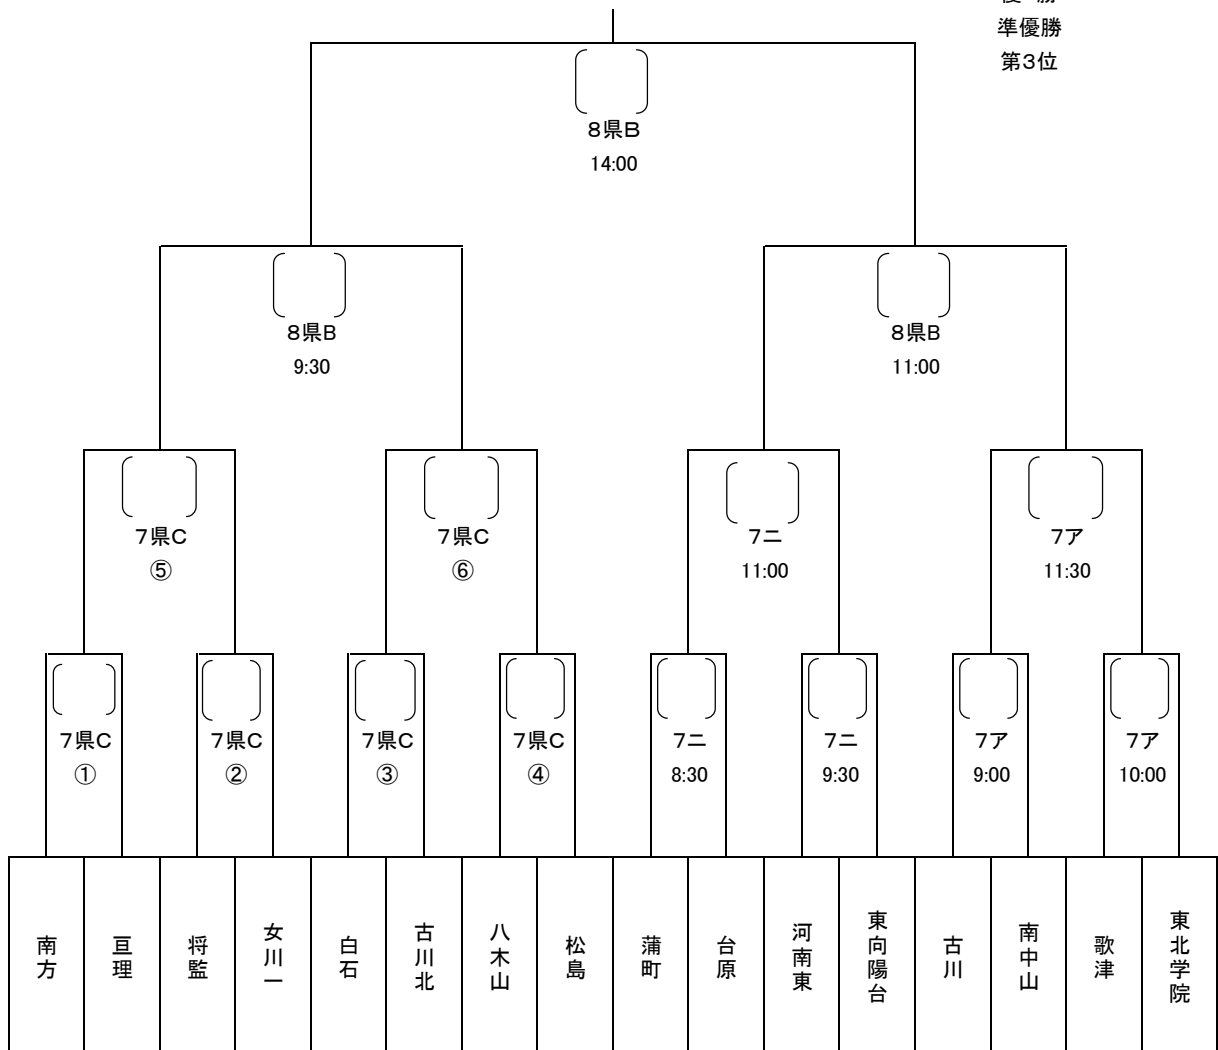 優 勝
準優勝
第3位
8県B
14:00
8県B
8県B
9:30
11:00
7県C
7県C
7ニ
7ア
⑤
⑥
11:00
11:30
7県C
7県C
7県C
7県C
7ニ
7ニ
7ア
7ア
①
②
③
④
8:30
9:30
9:00
10:00
南方
亘理
将監
女川一
白石
古川北
八木山
松島
蒲町
台原
河南東
東向陽台
古川
南中山
歌津
東北学院